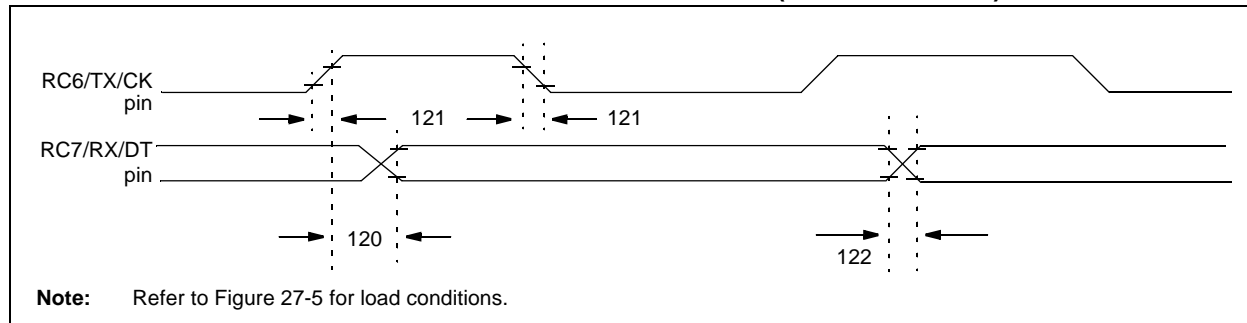 RC6/TX/CK
pin
121
121
RC7/RX/DT
pin
120
122
Note: Refer to Figure 27-5 for load conditions.